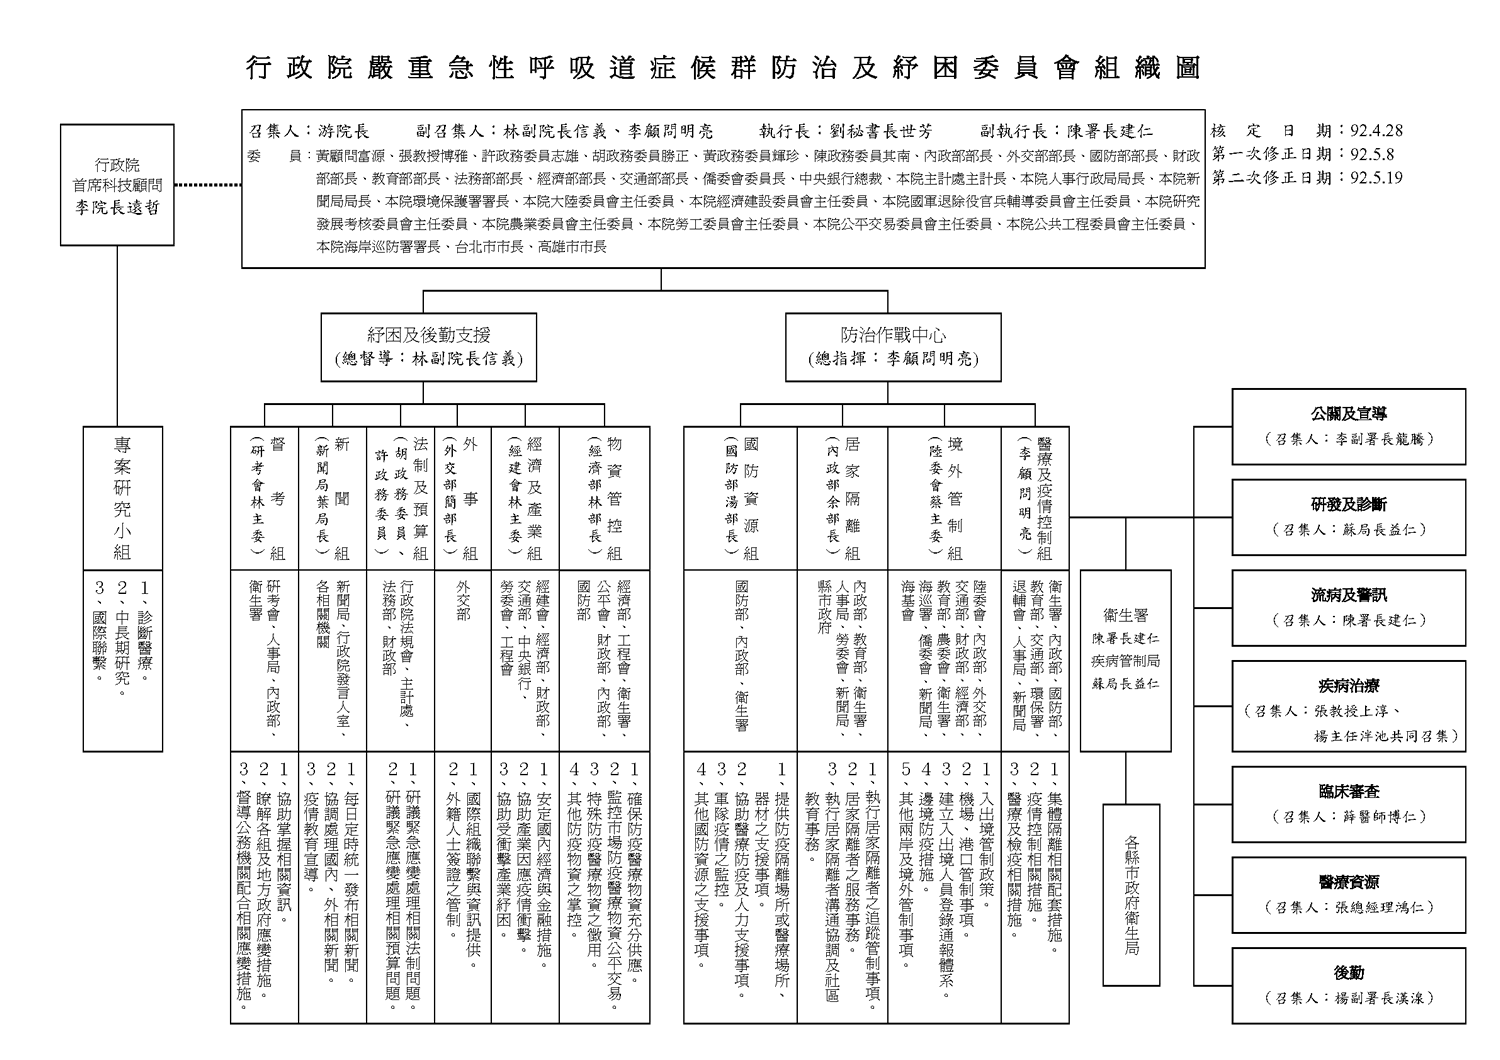 行政院嚴重急性呼吸道症候群防治及紓困委員會組織圖
召集人：游院長　副召集人：林副院長信義、李顧問明亮　執行長：劉秘書長世芳　副執行長：陳署長建仁
委　員：黃顧問富源、張教授博雅、許政務委員志雄、胡政務委員勝正、黃政務委員輝珍、陳政務委員其南、內政部部長、外交部部長、國防部部長、財政
部部長、教育部部長、法務部部長、經濟部部長、交通部部長、僑委會委員長、中央銀行總裁、本院主計處主計長、本院人事行政局局長、本院新
聞局局長、本院環境保護署署長、本院大陸委員會主任委員、本院經濟建設委員會主任委員、本院國軍退除役官兵輔導委員會主任委員、本院研究
發展考核委員會主任委員、本院農業委員會主任委員、本院勞工委員會主任委員、本院公平交易委員會主任委員、本院公共工程委員會主任委員、
本院海岸巡防署署長、台北市市長、高雄市市長
核定日期：92.4.28
第一次修正日期：92.5.8
第二次修正日期：92.5.19
行政院
首席科技顧問
李院長遠哲
專案研究小組
1、診斷醫療。
2、中長期研究。
3、國際聯繫。
紓困及後勤支援
(總督導：林副院長信義)
防治作戰中心
(總指揮：李顧問明亮)
督考組
(研考會林主委)
研考會、人事局、內政部、
衛生署
1、協助掌握相關資訊。
2、瞭解各組及地方政府應變措施。
3、督導公務機關配合相關應變措施。
新聞組
(新聞局葉局長)
新聞局、行政院發言人室、
各相關機關
1、每日定時統一發布相關新聞。
2、協調處理國內、外相關新聞。
3、疫情教育宣導。
法制及預算組
(胡政務委員、
許政務委員)
行政院法規會、主計處、
法務部、財政部
1、研議緊急應變處理相關法制問題。
2、研議緊急應變處理相關預算問題。
外事組
(外交部簡部長)
外交部
1、國際組織聯繫與資訊提供。
2、外籍人士簽證之管制。
經濟及產業組
(經建會林主委)
經建會、經濟部、財政部、
交通部、中央銀行、
勞委會、工程會
1、安定國內經濟與金融措施。
2、協助產業因應疫情衝擊。
3、協助受衝擊產業紓困。
物資管控組
(經濟部林部長)
經濟部、工程會、衛生署、
公平會、財政部、內政部、
國防部
1、確保防疫醫療物資充分供應。
2、監控市場防疫醫療物資公平交易。
3、特殊防疫醫療物資之徵用。
4、其他防疫物資之掌控。
國防資源組
(國防部湯部長)
國防部、內政部、衛生署
1、提供防疫隔離場所或醫療場所、
器材之支援事項。
2、協助醫療防疫及人力支援事項。
3、軍隊疫情之監控。
4、其他國防資源之支援事項。
居家隔離組
(內政部余部長)
內政部、教育部、衛生署、
人事局、勞委會、新聞局、
縣市政府
1、執行居家隔離者之追蹤管制事項。
2、居家隔離者之服務事務。
3、執行居家隔離者溝通協調及社區
教育事務。
境外管制組
(陸委會蔡主委)
陸委會、內政部、外交部、
交通部、財政部、經濟部、
教育部、農委會、衛生署、
海巡署、僑委會、新聞局、
海基會
1、入出境管制政策。
2、機場、港口管制事項。
3、建立入出境人員登錄通報體系。
4、邊境防疫措施。
5、其他兩岸及境外管制事項。
醫療及疫情控制組
(李顧問明亮)
衛生署、內政部、國防部、
教育部、交通部、環保署、
退輔會、人事局、新聞局
1、集體隔離相關配套措施。
2、疫情控制相關措施。
3、醫療及檢疫相關措施。
衛生署
陳署長建仁
疾病管制局
蘇局長益仁
各縣市政府衛生局
公關及宣導
（召集人：李副署長龍騰）
研發及診斷
（召集人：蘇局長益仁）
流病及警訊
（召集人：陳署長建仁）
疾病治療
（召集人：張教授上淳、
楊主任泮池共同召集）
臨床審查
（召集人：薛醫師博仁）
醫療資源
（召集人：張總經理鴻仁）
後勤
（召集人：楊副署長漢湶）